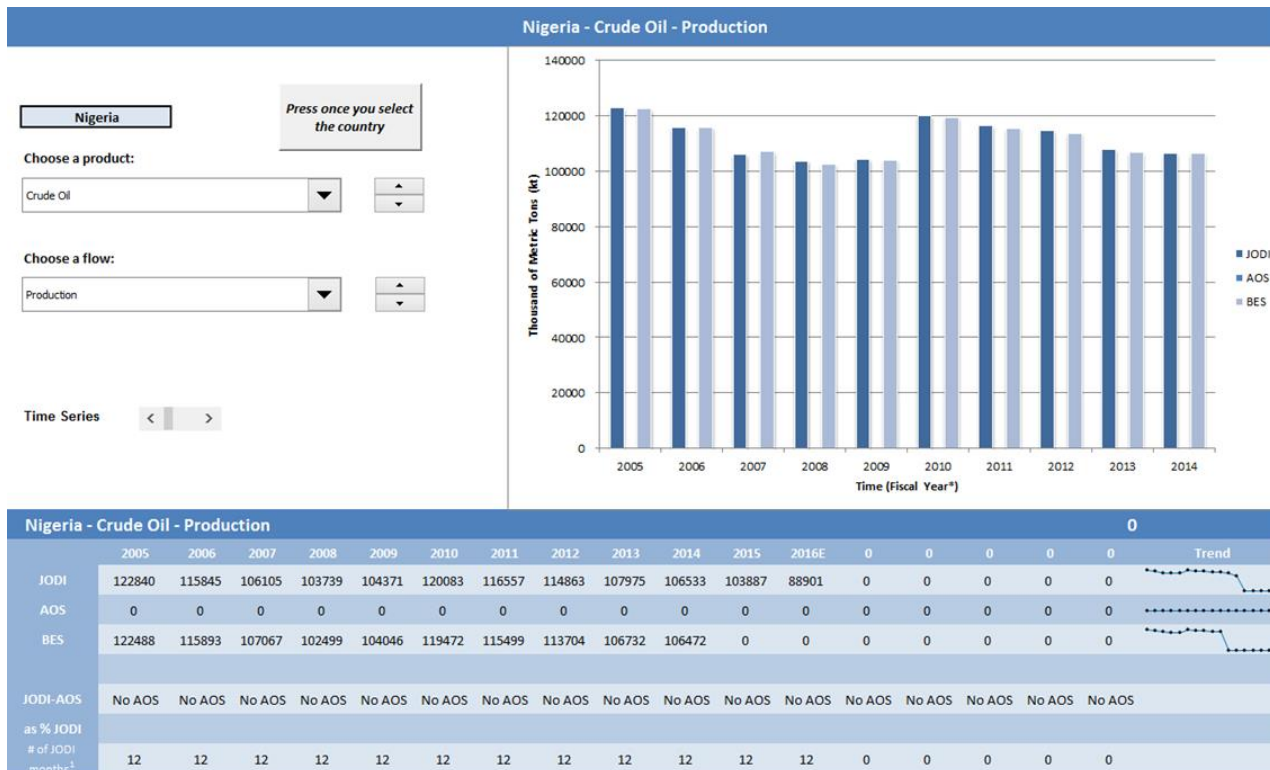 Nigeria - Crude Oil - Production
Nigeria
Press once you select
the country
Choose a product:
Crude Oil
Choose a flow:
Production
Time Series
Thousand of Metric Tons (kt)
140000
120000
100000
80000
60000
40000
20000
0
2005 2006 2007 2008 2009 2010 2011 2012 2013 2014
Time (Fiscal Year*)
JODI
AOS
BES
Nigeria - Crude Oil - Production 0
2005 2006 2007 2008 2009 2010 2011 2012 2013 2014 2015 2016E 0 0 0 0 0 Trend
JODI 122840 115845 106105 103739 104371 120083 116557 114863 107975 106533 103887 88901 0 0 0 0 0
AOS 0 0 0 0 0 0 0 0 0 0 0 0 0 0 0 0 0
BES 122488 115893 107067 102499 104046 119472 115499 113704 106732 106472 0 0 0 0 0 0 0
JODI-AOS No AOS No AOS No AOS No AOS No AOS No AOS No AOS No AOS No AOS No AOS No AOS No AOS No AOS No AOS No AOS No AOS No AOS
as % JODI
# of JODI
months¹ 12 12 12 12 12 12 12 12 12 12 12 12 0 0 0 0 0